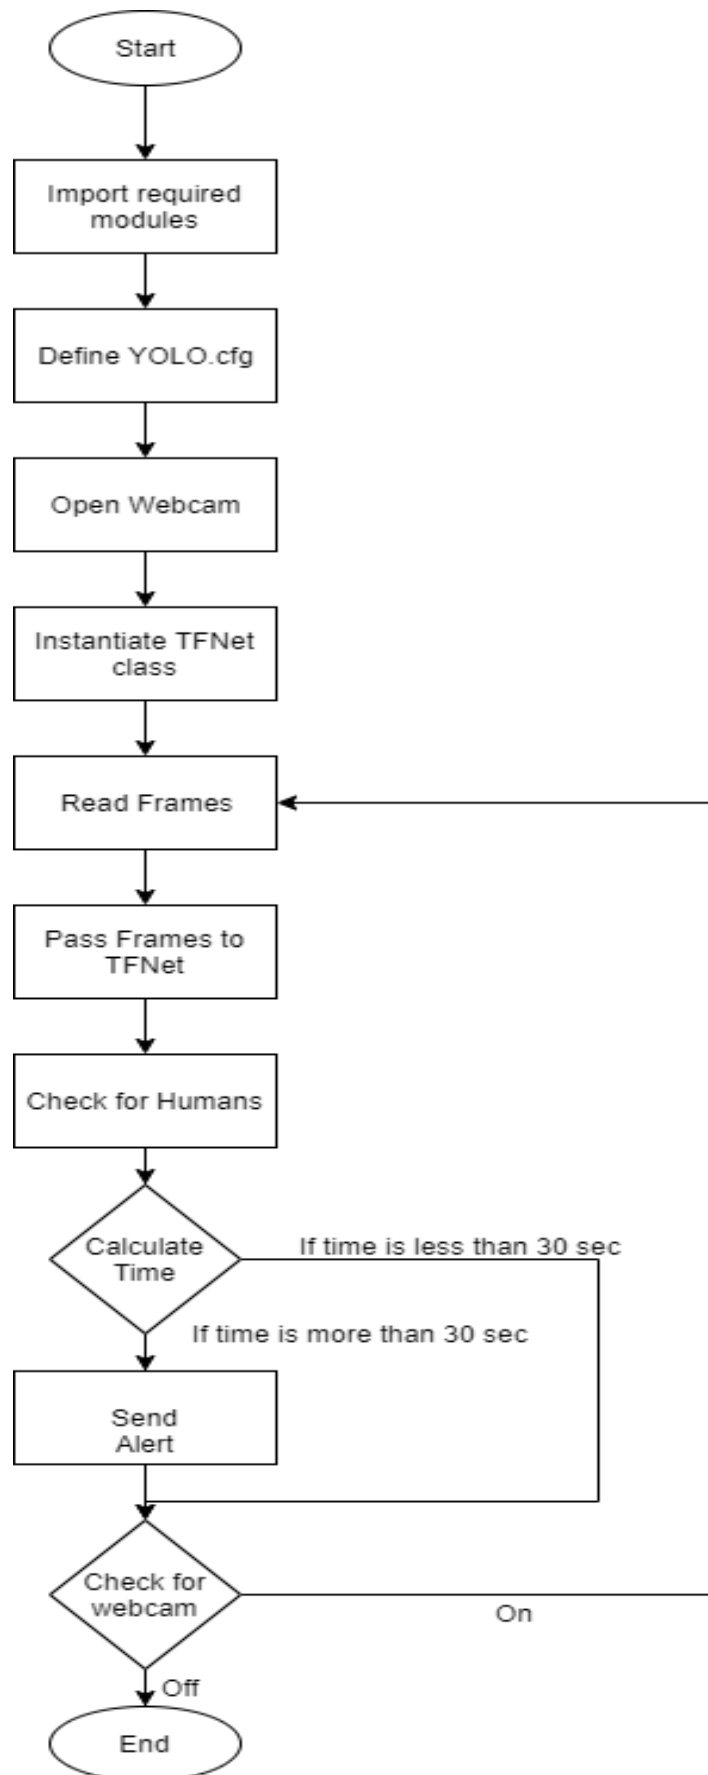 Start
Import required
modules
Define YOLO.cfg
Open Webcam
Instantiate TFNet
class
Read Frames
Pass Frames to
TFNet
Check for Humans
Calculate
Time
If time is less than 30 sec
If time is more than 30 sec
Send
Alert
Check for
webcam
On
Off
End